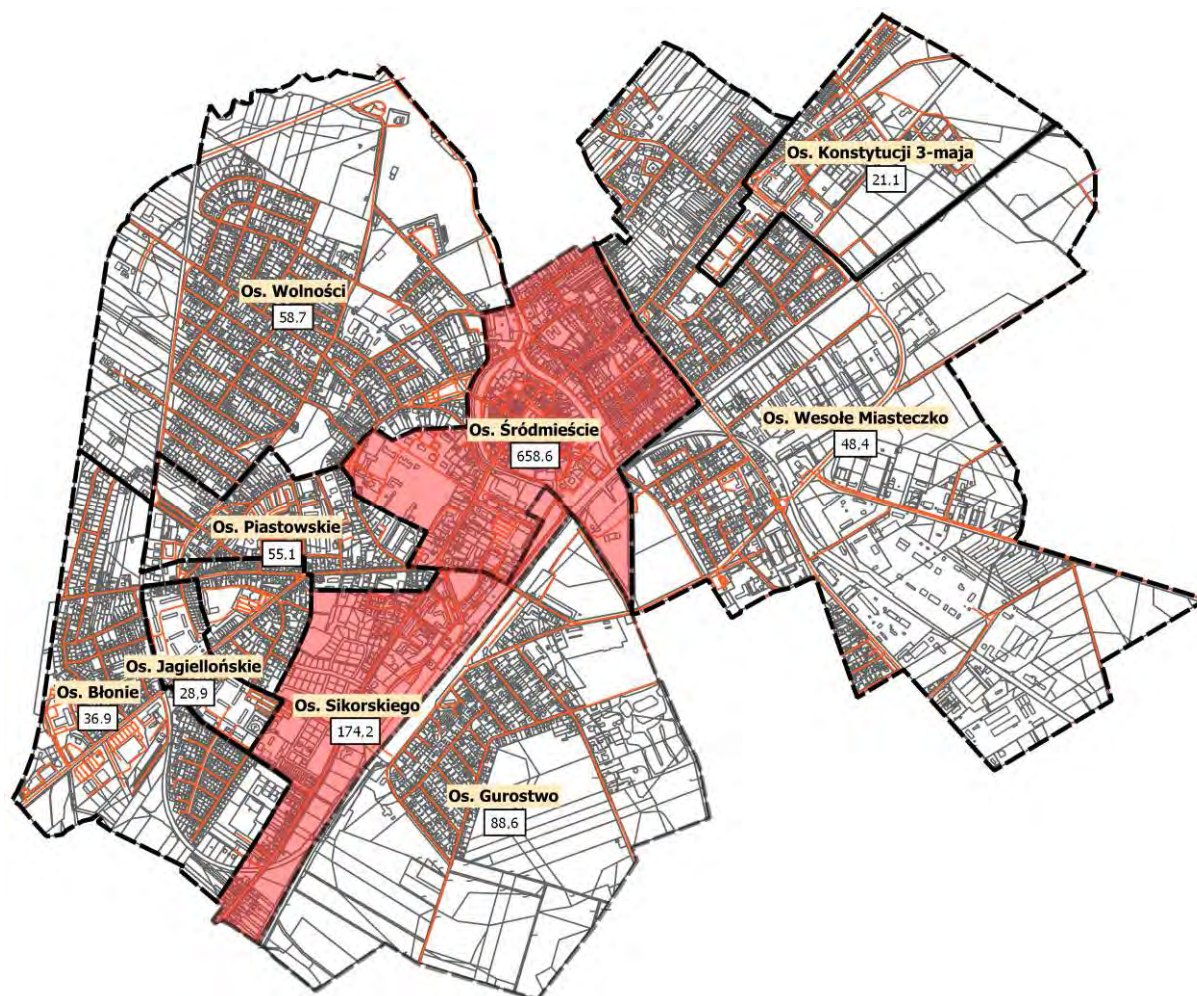 Os. Konstytucji 3-maja
21.1
Os. Wolności
58.7
Os. Śródmieście
658.6
Os. Wesołe Miasteczko
48,4
Os. Piastowskie
55.1
Os. Jagiellońskie
28,9
Os. Błonie
36.9
Os. Sikorskiego
174,2
Os. Gurostwo
88,6